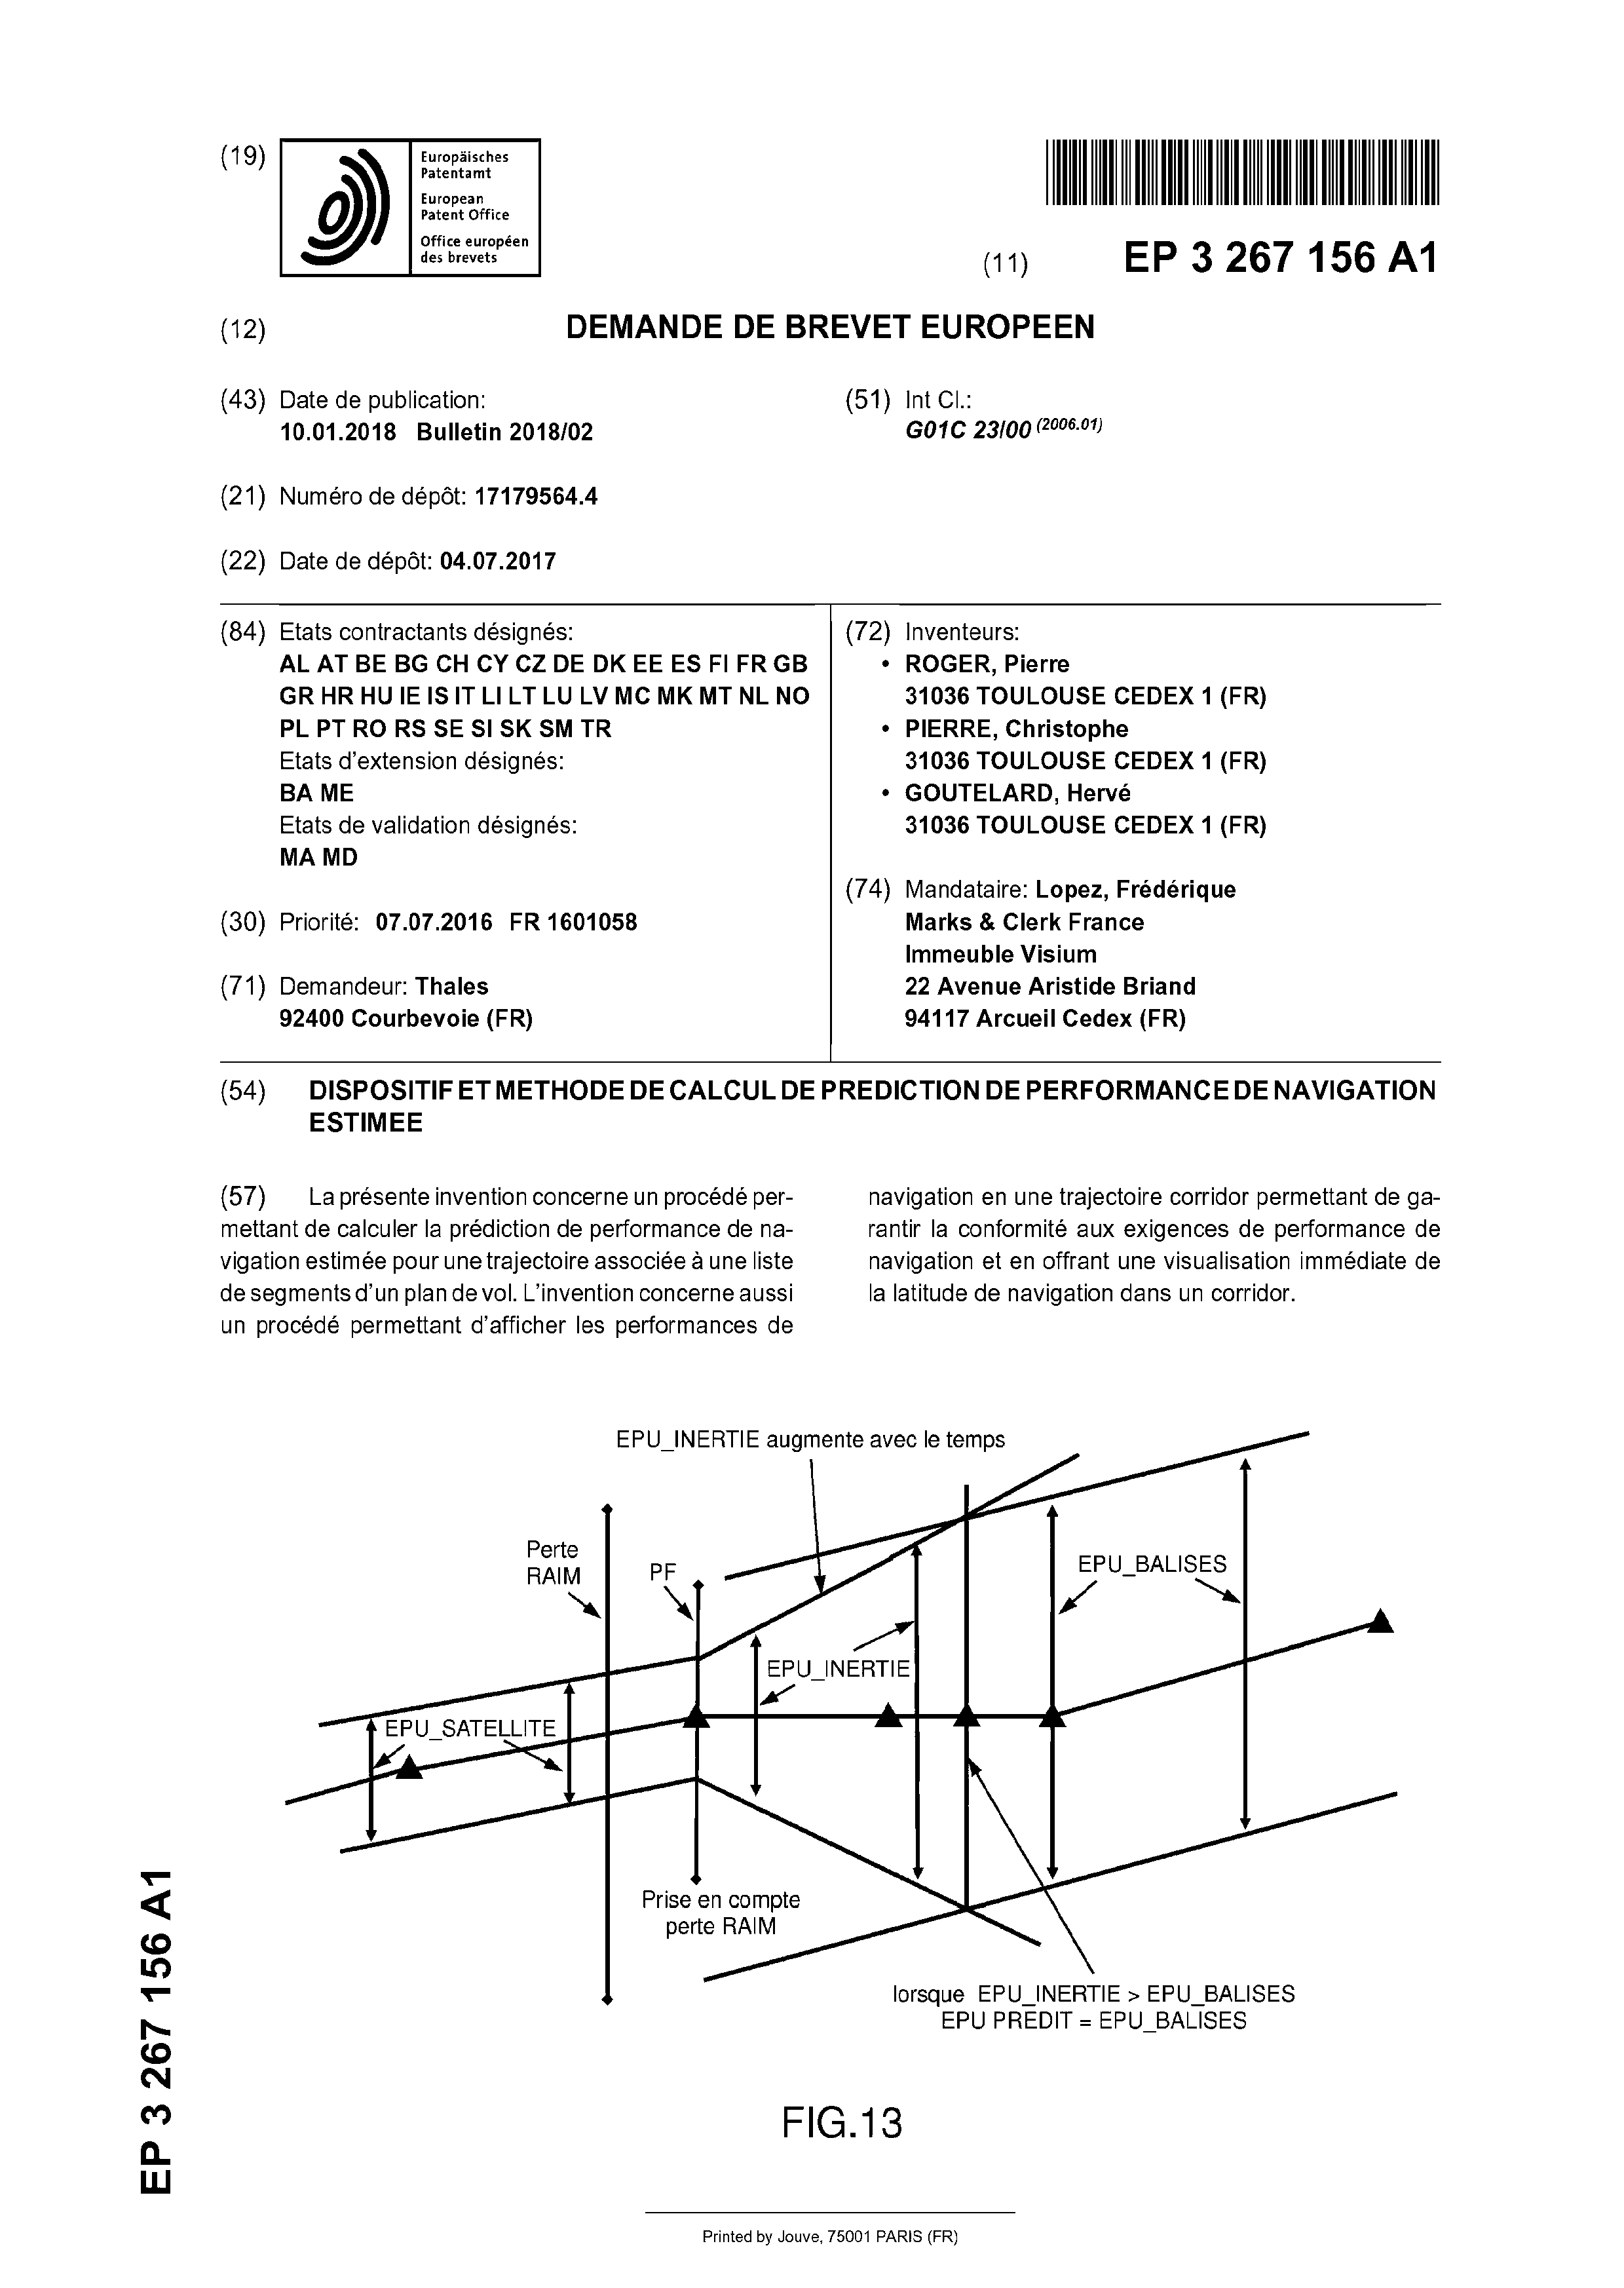 (19)
Europäisches
Patentamt
European
Patent Office
Office européen
des brevets
(11) EP 3 267 156 A1
(12) DEMANDE DE BREVET EUROPEEN
(43) Date de publication:
10.01.2018 Bulletin 2018/02
(51) Int Cl.:
G01C 23/00 (2006.01)
(21) Numéro de dépôt: 17179564.4
(22) Date de dépôt: 04.07.2017
(84) Etats contractants désignés:
AL AT BE BG CH CY CZ DE DK EE ES FI FR GB
GR HR HU IE IS IT LI LT LU LV MC MK MT NL NO
PL PT RO RS SE SI SK SM TR
Etats d'extension désignés:
BA ME
Etats de validation désignés:
MA MD
(30) Priorité: 07.07.2016 FR 1601058
(71) Demandeur: Thales
92400 Courbevoie (FR)
(72) Inventeurs:
• ROGER, Pierre
31036 TOULOUSE CEDEX 1 (FR)
• PIERRE, Christophe
31036 TOULOUSE CEDEX 1 (FR)
• GOUTELARD, Hervé
31036 TOULOUSE CEDEX 1 (FR)
(74) Mandataire: Lopez, Frédérique
Marks & Clerk France
Immeuble Visium
22 Avenue Aristide Briand
94117 Arcueil Cedex (FR)
(54) DISPOSITIF ET METHODE DE CALCUL DE PREDICTION DE PERFORMANCE DE NAVIGATION
ESTIMEE
(57) La présente invention concerne un procédé per-
mettant de calculer la prédiction de performance de na-
vigation estimée pour une trajectoire associée à une liste
de segments d'un plan de vol. L'invention concerne aussi
un procédé permettant d'afficher les performances de
navigation en une trajectoire corridor permettant de ga-
rantir la conformité aux exigences de performance de
navigation et en offrant une visualisation immédiate de
la latitude de navigation dans un corridor.
EPU_INERTIE augmente avec le temps
Perte
RAIM
PF
EPU_BALISES
EPU_INERTIE
EPU_SATELLITE
Prise en compte
perte RAIM
lorsque EPU_INERTIE > EPU_BALISES
EPU PREDIT = EPU_BALISES
FIG.13
EP 3 267 156 A1
Printed by Jouve, 75001 PARIS (FR)